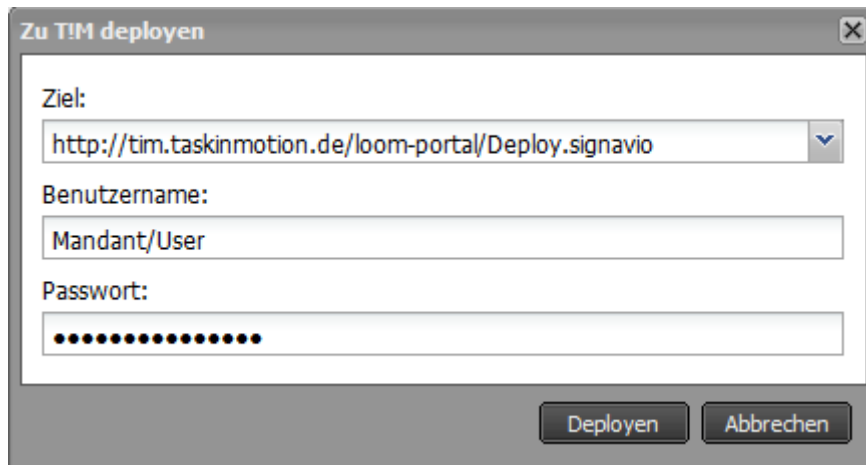 Zu T!M deployen
Ziel:
http://tim.taskinmotion.de/loom-portal/Deploy.signavio
Benutzername:
Mandant/User
Passwort:
●●●●●●●●●●●●●●●
Deployen Abbrechen